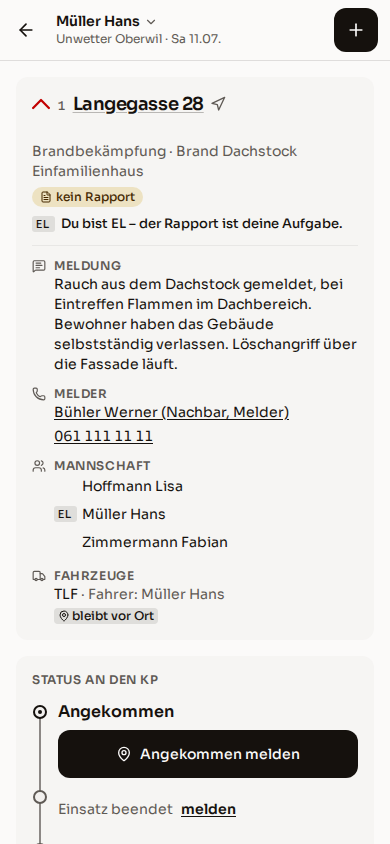 Müller Hans
Unwetter Oberwil · Sa 11.07.
1 Langegasse 28
Brandbekämpfung · Brand Dachstock
Einfamilienhaus
kein Rapport
EL Du bist EL – der Rapport ist deine Aufgabe.
MELDUNG
Rauch aus dem Dachstock gemeldet, bei
Eintreffen Flammen im Dachbereich.
Bewohner haben das Gebäude
selbstständig verlassen. Löschangriff über
die Fassade läuft.
MELDER
Bühler Werner (Nachbar, Melder)
061 111 11 11
MANNSCHAFT
Hoffmann Lisa
EL Müller Hans
Zimmermann Fabian
FAHRZEUGE
TLF · Fahrer: Müller Hans
bleibt vor Ort
STATUS AN DEN KP
Angekommen
Angekommen melden
Einsatz beendet melden